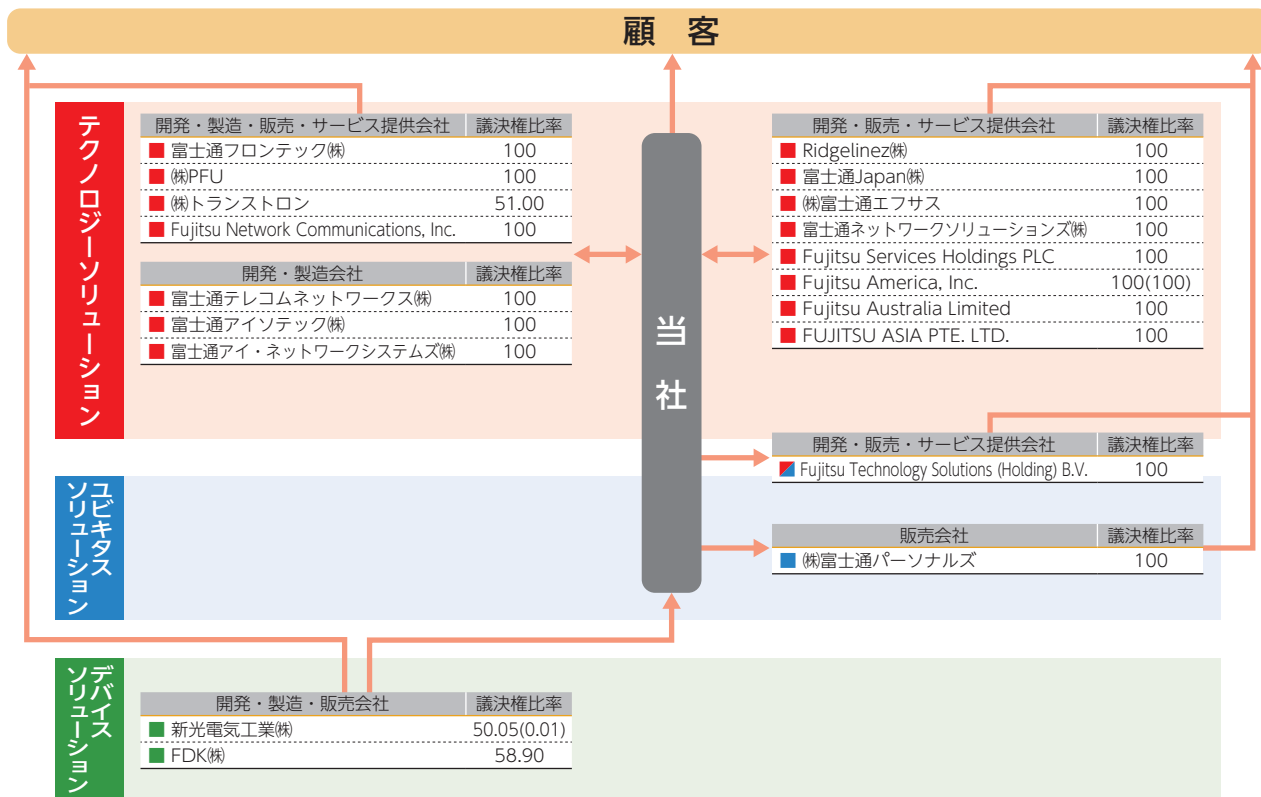 顧 客
テクノロジーソリューション
開発・製造・販売・サービス提供会社 議決権比率
富士通フロンテック㈱ 100
㈱PFU 100
㈱トランストロン 51.00
Fujitsu Network Communications, Inc. 100
開発・製造会社 議決権比率
富士通テレコムネットワークス㈱ 100
富士通アイソテック㈱ 100
富士通アイ・ネットワークシステムズ㈱ 100
当 社
開発・販売・サービス提供会社 議決権比率
Ridgelinez㈱ 100
富士通Japan㈱ 100
㈱富士通エフサス 100
富士通ネットワークソリューションズ㈱ 100
Fujitsu Services Holdings PLC 100
Fujitsu America, Inc. 100(100)
Fujitsu Australia Limited 100
FUJITSU ASIA PTE. LTD. 100
開発・販売・サービス提供会社 議決権比率
Fujitsu Technology Solutions (Holding) B.V. 100
ユビキタス
ソリューション
販売会社 議決権比率
㈱富士通パーソナルズ 100
デバイス
ソリューション
開発・製造・販売会社 議決権比率
新光電気工業㈱ 50.05(0.01)
FDK㈱ 58.90